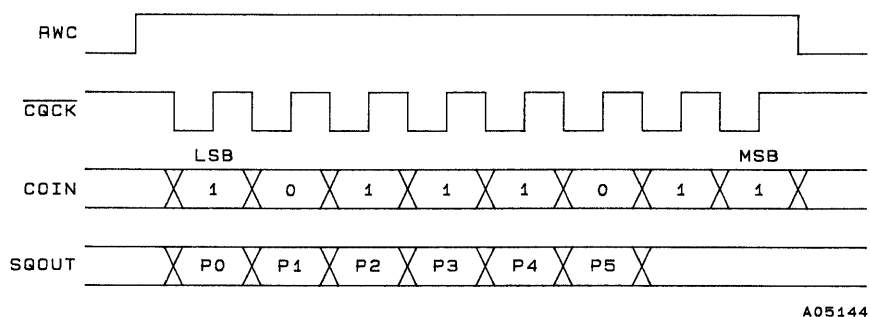 RWC
CQCK
LSB MSB
COIN 1 0 1 1 1 0 1 1
SQOUT P0 P1 P2 P3 P4 P5
A05144